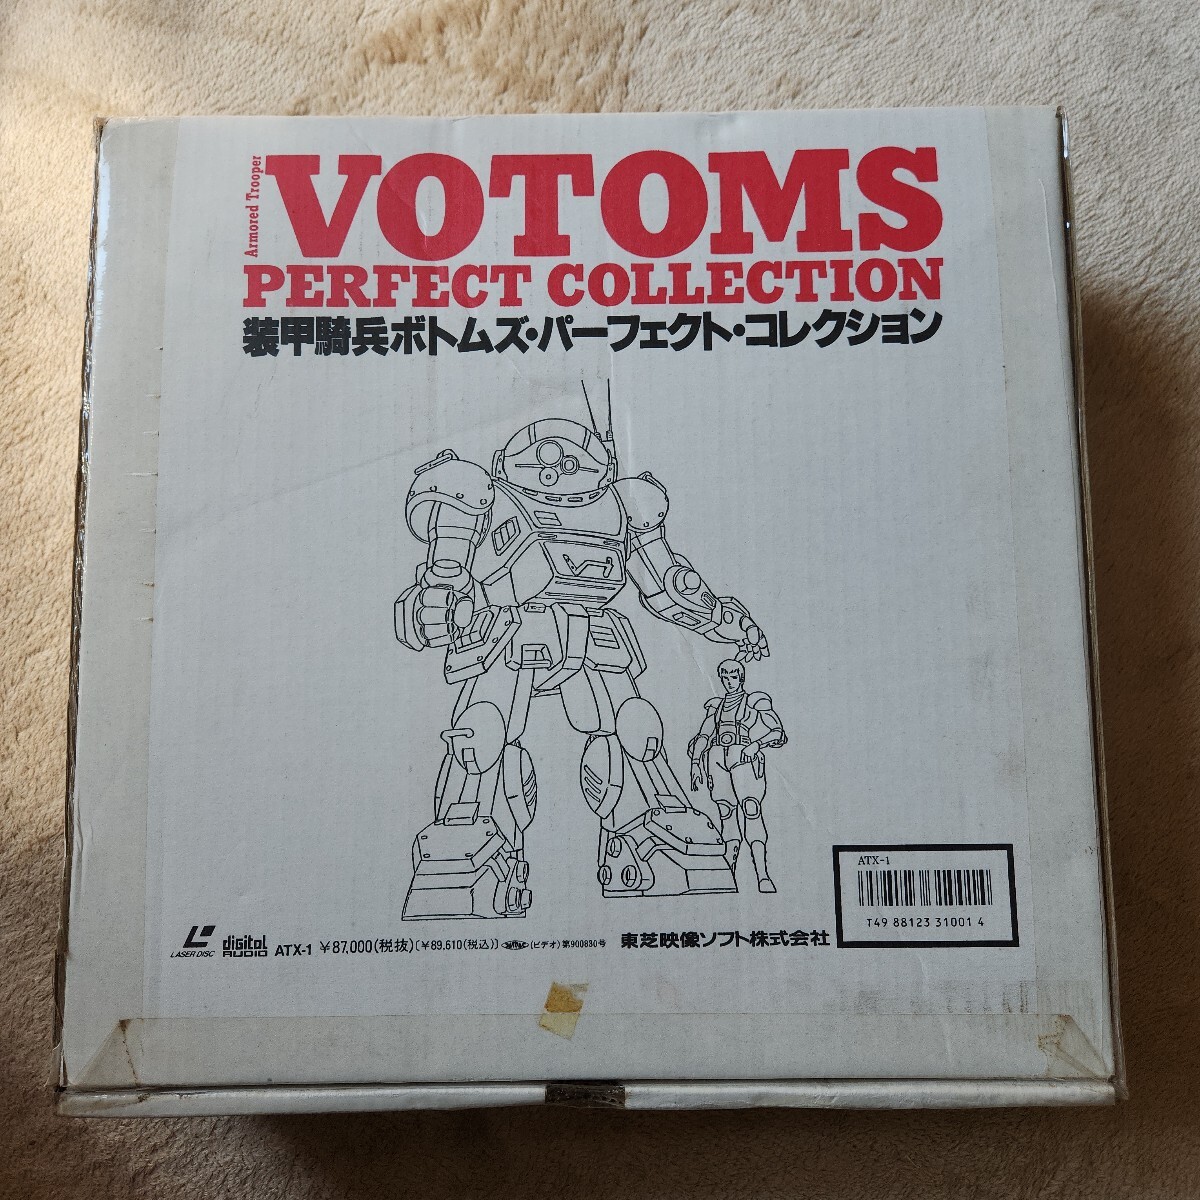 Armored Trooper
VOTOMS
PERFECT COLLECTION
装甲騎兵ボトムズ・パーフェクト・コレクション
ATX-1
T49 88123 31001 4
LASER DISC digital AUDIO ATX-1 ¥87,000(税抜)〔¥89,610(税込)〕 (ビデオ)第900830号 東芝映像ソフト株式会社